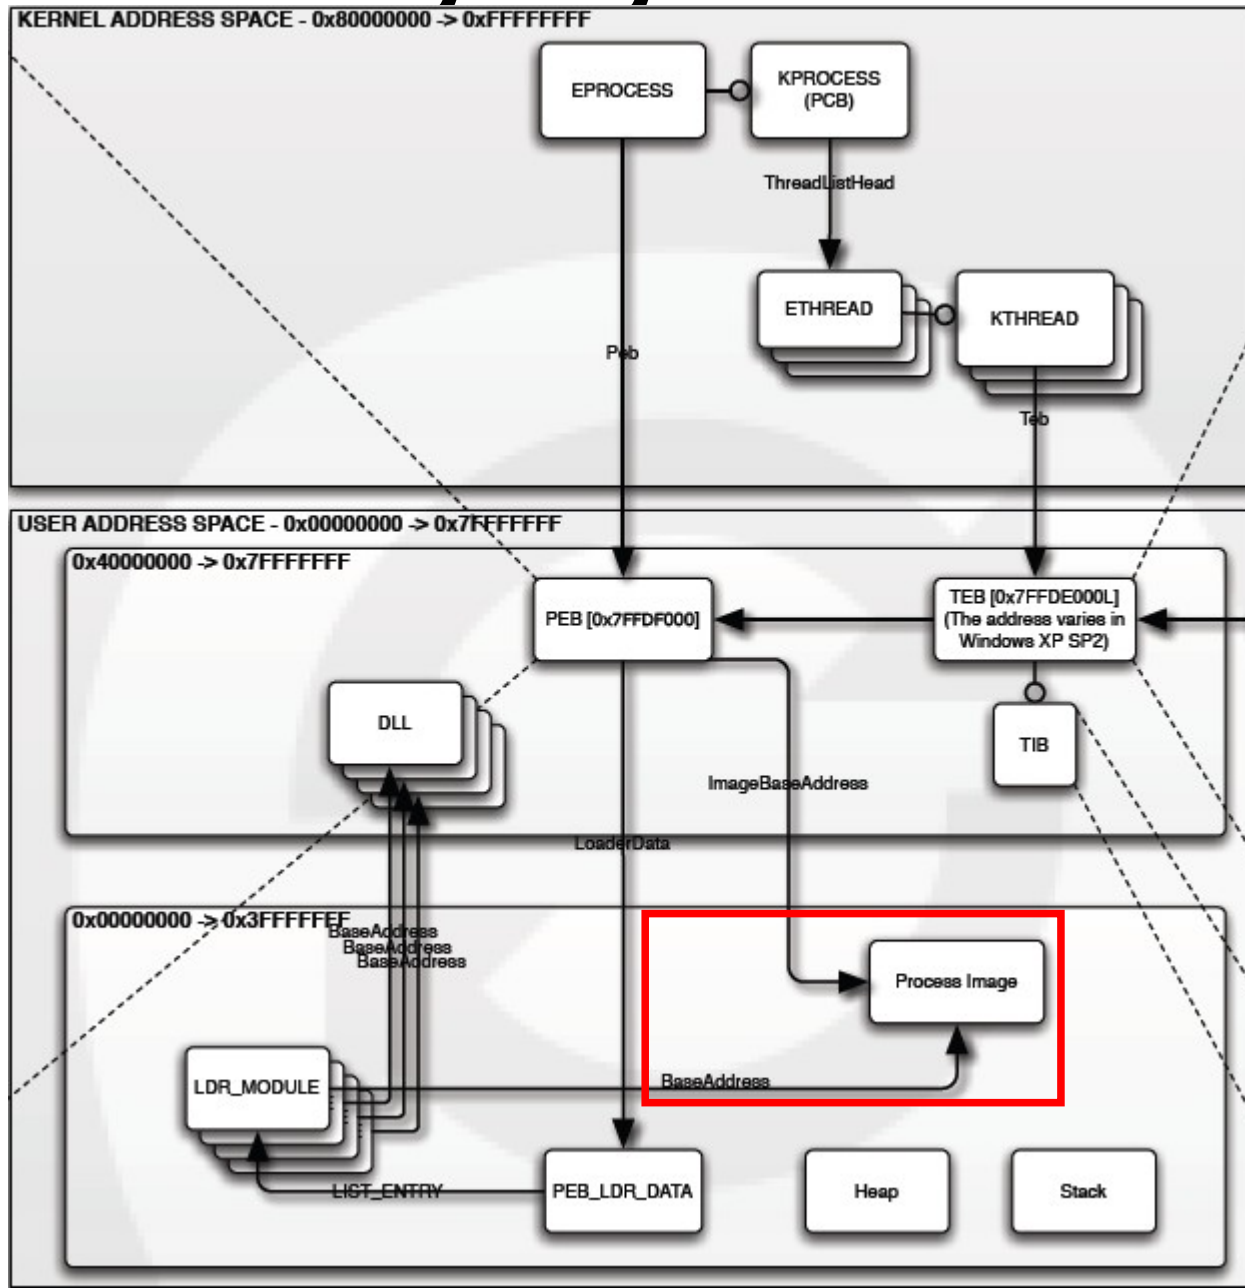 KERNEL ADDRESS SPACE - 0x80000000 -> 0xFFFFFFFF
EPROCESS
KPROCESS
(PCB)
ThreadListHead
ETHREAD
KTHREAD
Peb
Teb
USER ADDRESS SPACE - 0x00000000 -> 0x7FFFFFFF
0x40000000 -> 0x7FFFFFFF
PEB [0x7FFDF000]
TEB [0x7FFDE000L]
(The address varies in
Windows XP SP2)
DLL
TIB
ImageBaseAddress
LoaderData
0x00000000 -> 0x3FFFFFFF
BaseAddress
BaseAddress
BaseAddress
Process Image
LDR_MODULE
BaseAddress
LIST_ENTRY
PEB_LDR_DATA
Heap
Stack